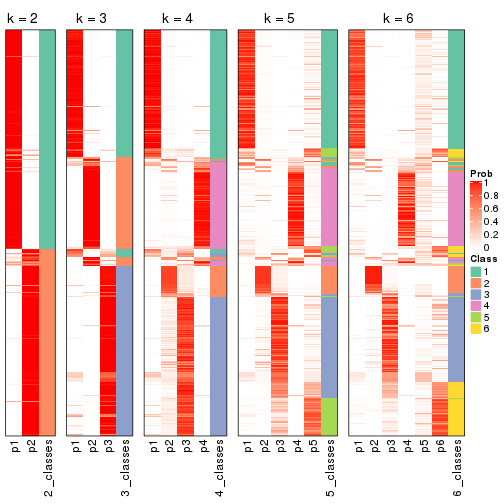 k = 2
k = 3
k = 4
k = 5
k = 6
p1
p2
2_classes
p1
p2
p3
3_classes
p1
p2
p3
p4
4_classes
p1
p2
p3
p4
p5
5_classes
p1
p2
p3
p4
p5
p6
6_classes
Prob
1
0.8
0.6
0.4
0.2
0
Class
1
2
3
4
5
6